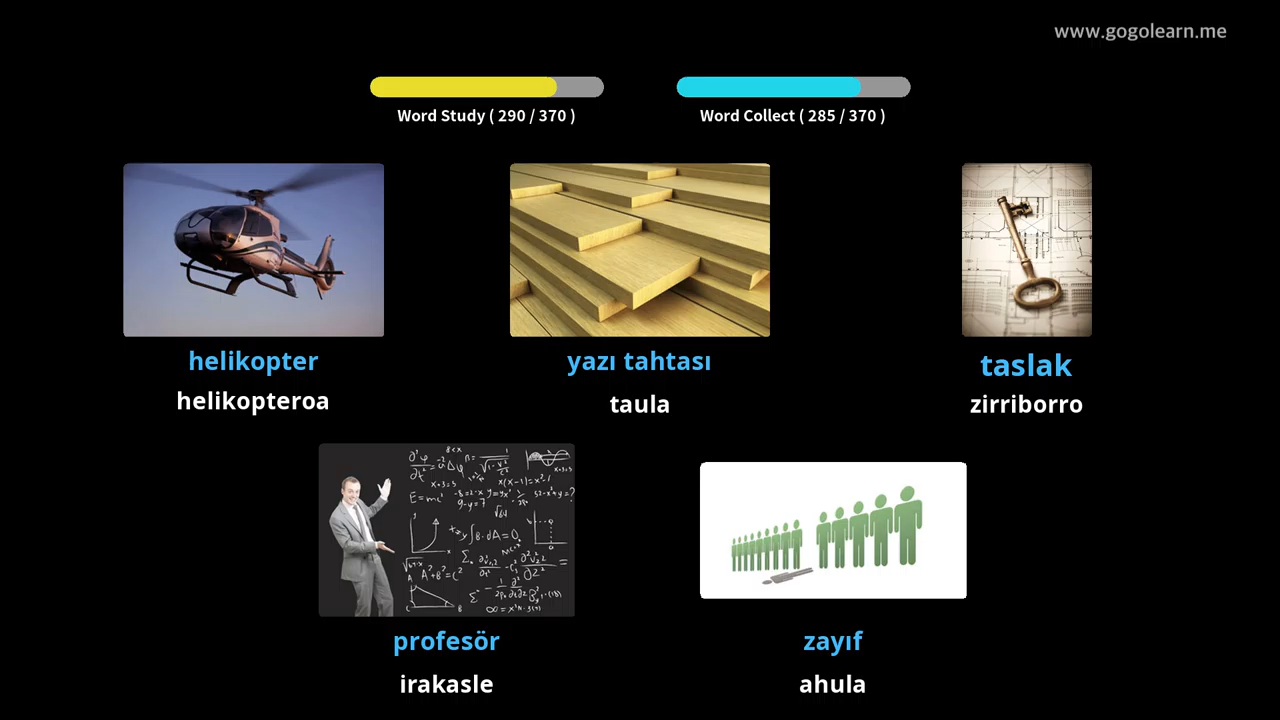 www.gogolearn.me
Word Study ( 290 / 370 )
Word Collect ( 285 / 370 )
helikopter
helikopteroa
yazı tahtası
taula
taslak
zirriborro
profesör
irakasle
zayıf
ahula